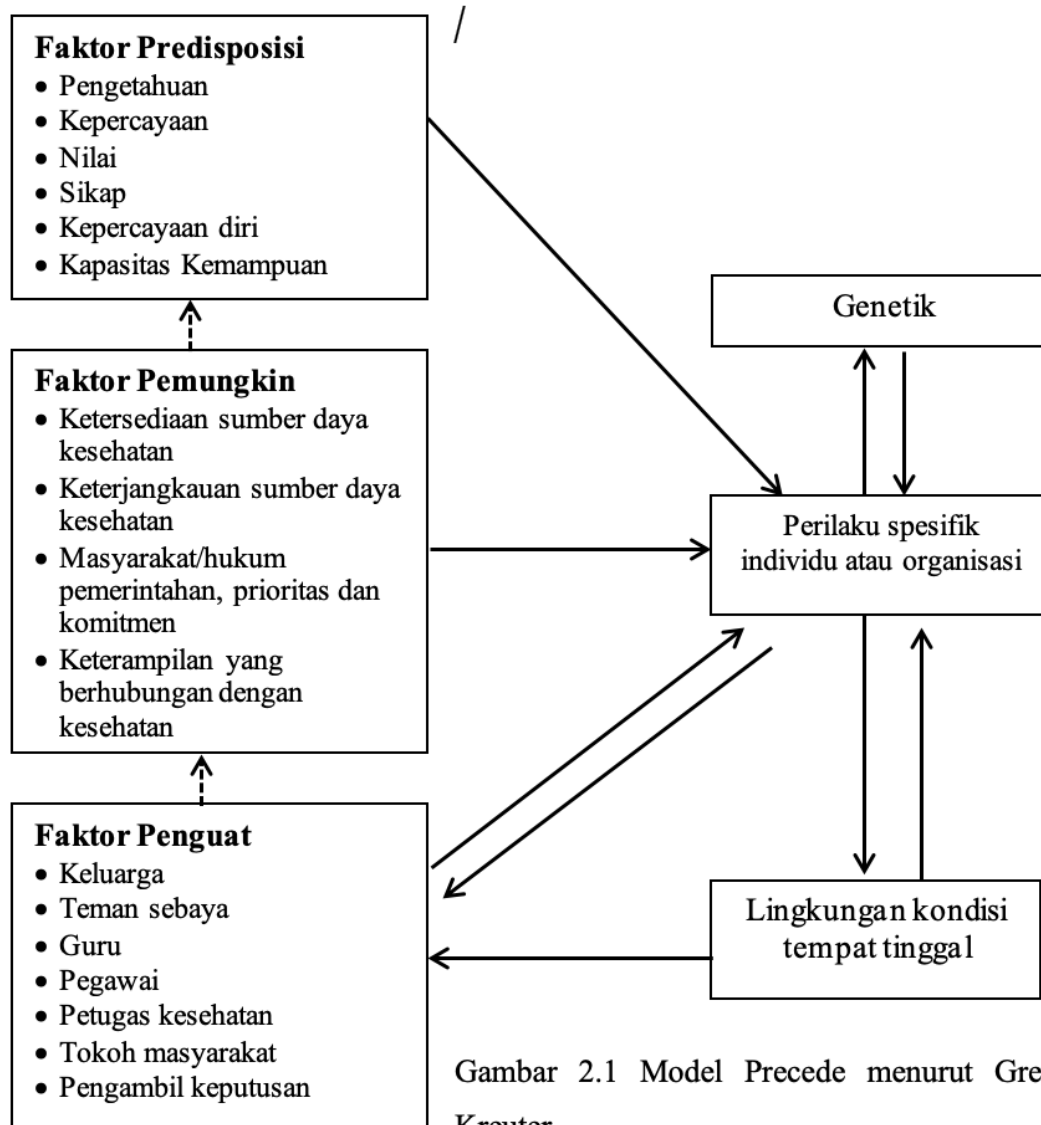 /
Faktor Predisposisi
• Pengetahuan
• Kepercayaan
• Nilai
• Sikap
• Kepercayaan diri
• Kapasitas Kemampuan
Faktor Pemungkin
• Ketersediaan sumber daya
kesehatan
• Keterjangkauan sumber daya
kesehatan
• Masyarakat/hukum
pemerintahan, prioritas dan
komitmen
• Keterampilan yang
berhubungan dengan
kesehatan
Faktor Penguat
• Keluarga
• Teman sebaya
• Guru
• Pegawai
• Petugas kesehatan
• Tokoh masyarakat
• Pengambil keputusan
Genetik
Perilaku spesifik
individu atau organisasi
Lingkungan kondisi
tempat tinggal
Gambar 2.1 Model Precede menurut Gre